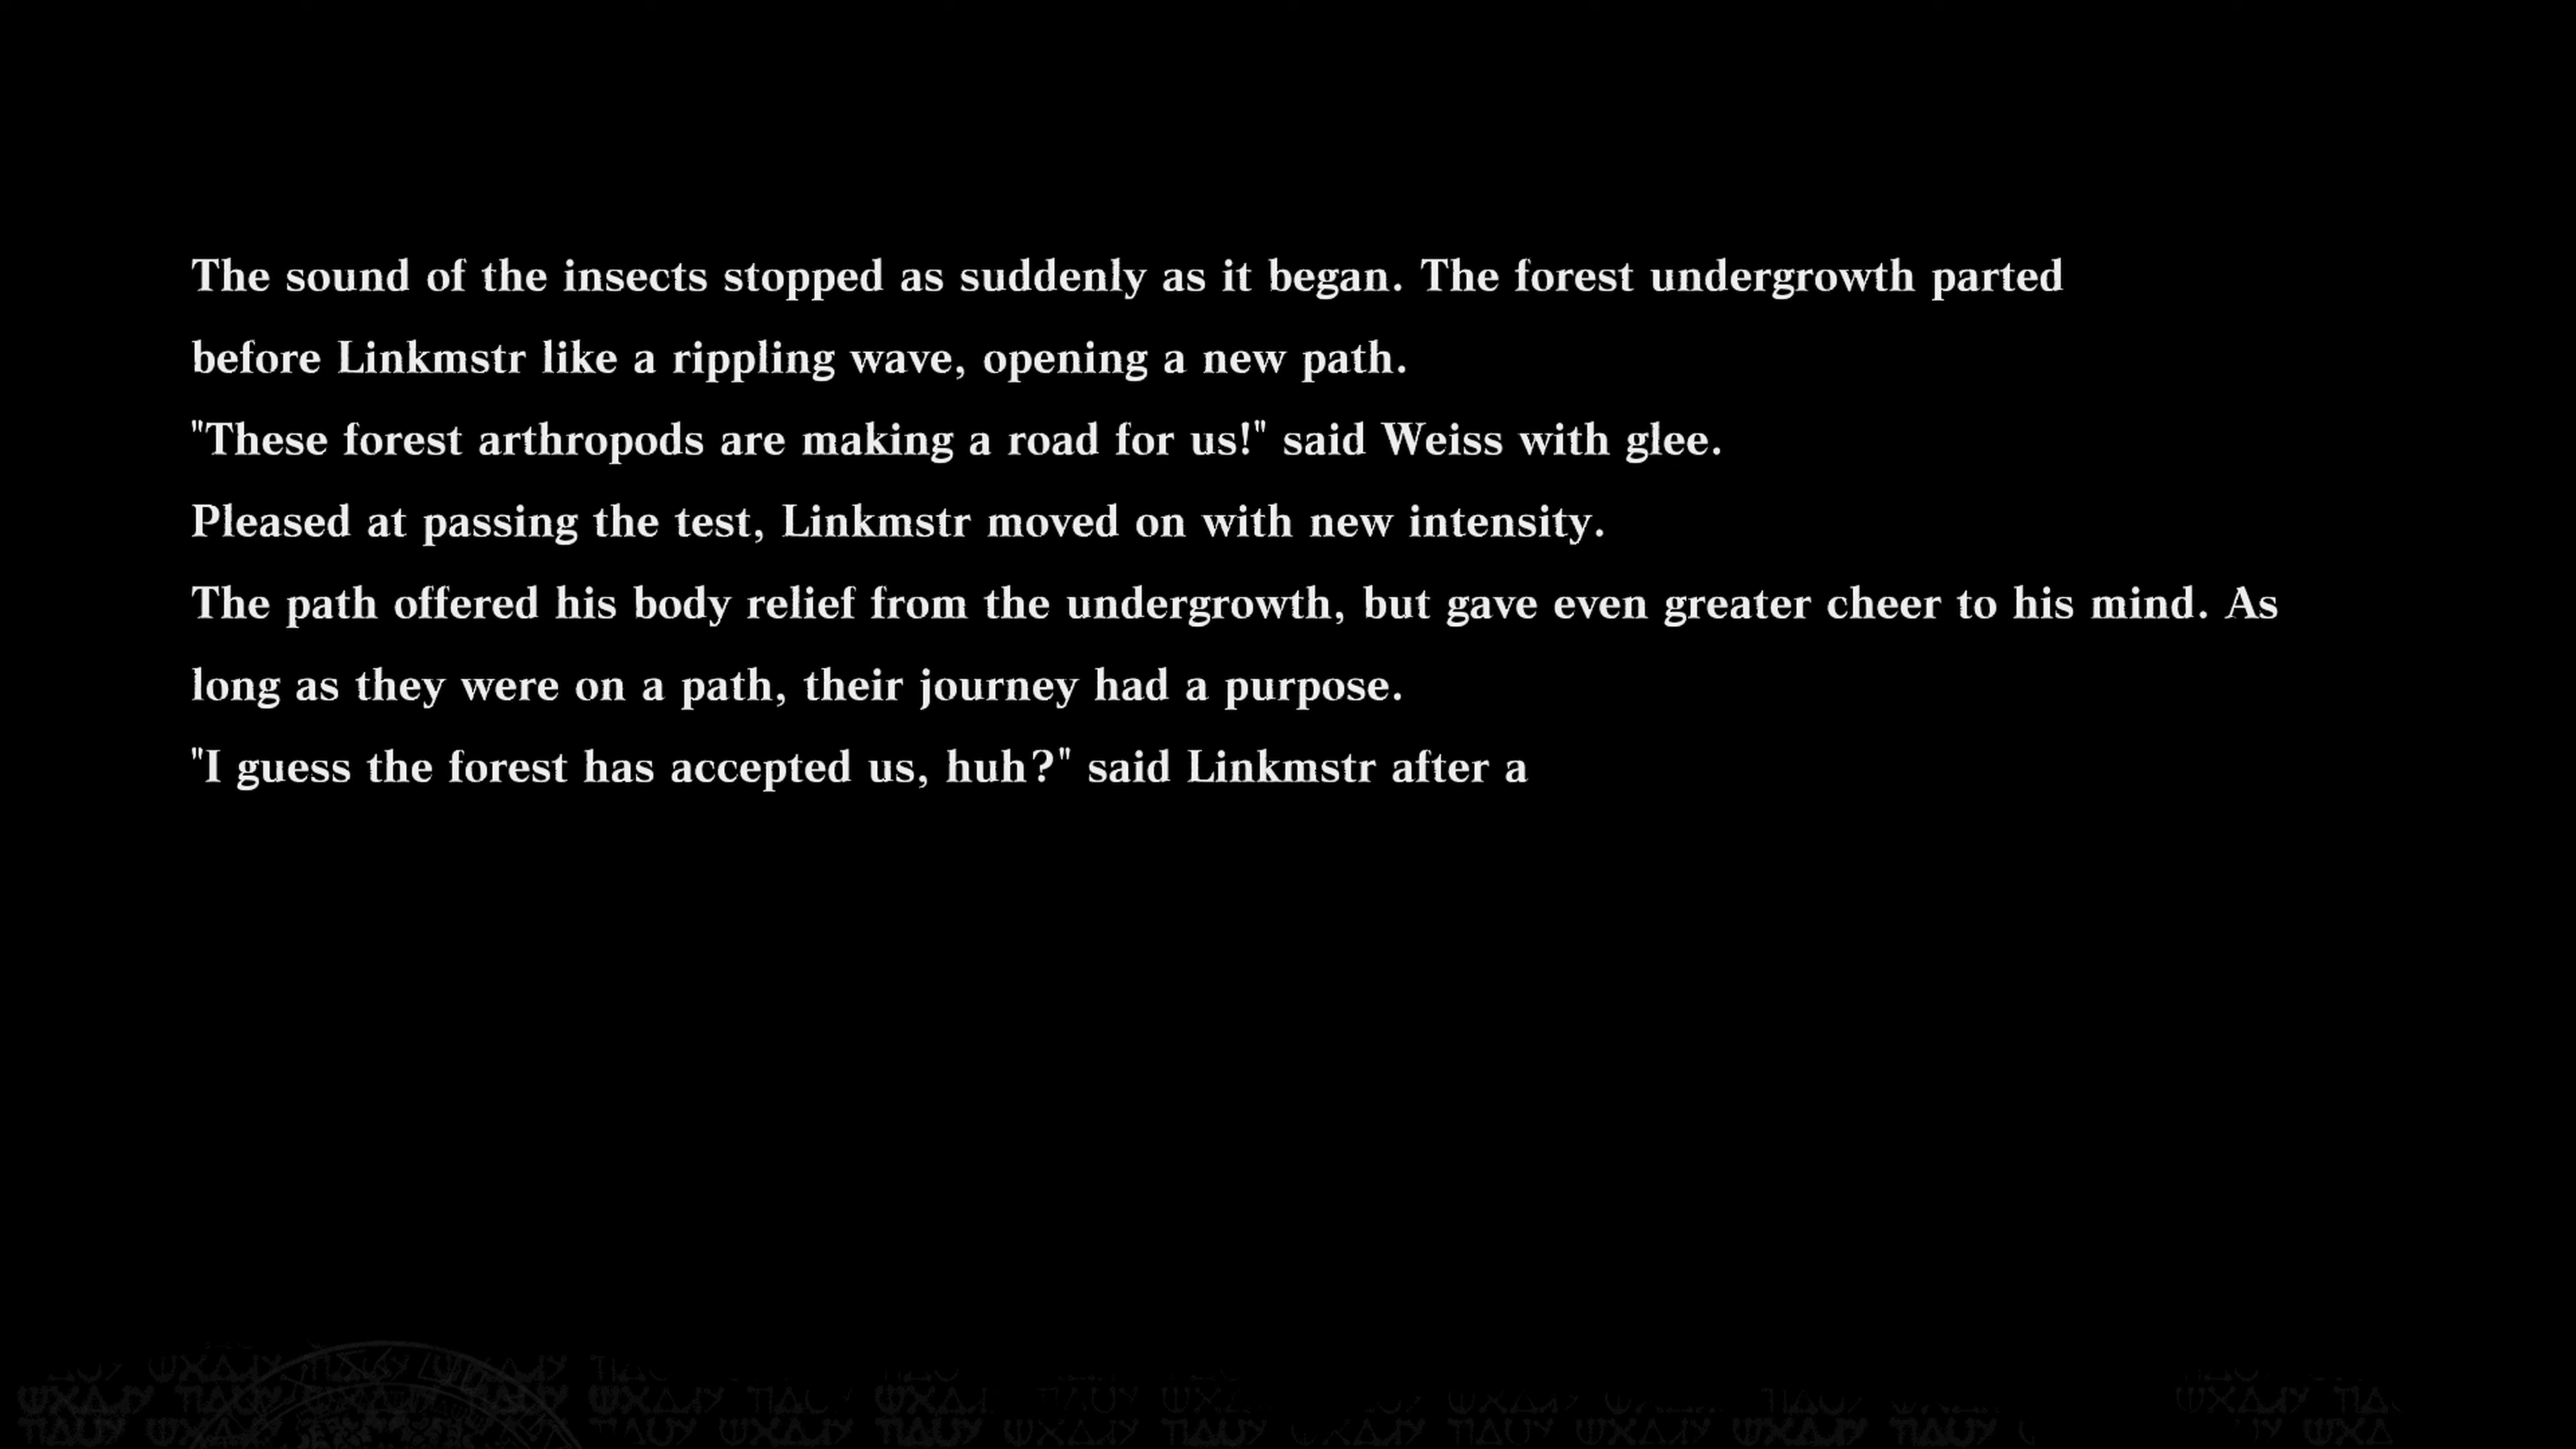 The sound of the insects stopped as suddenly as it began. The forest undergrowth parted
before Linkmstr like a rippling wave, opening a new path.
"These forest arthropods are making a road for us!" said Weiss with glee.
Pleased at passing the test, Linkmstr moved on with new intensity.
The path offered his body relief from the undergrowth, but gave even greater cheer to his mind. As
long as they were on a path, their journey had a purpose.
"I guess the forest has accepted us, huh?" said Linkmstr after a